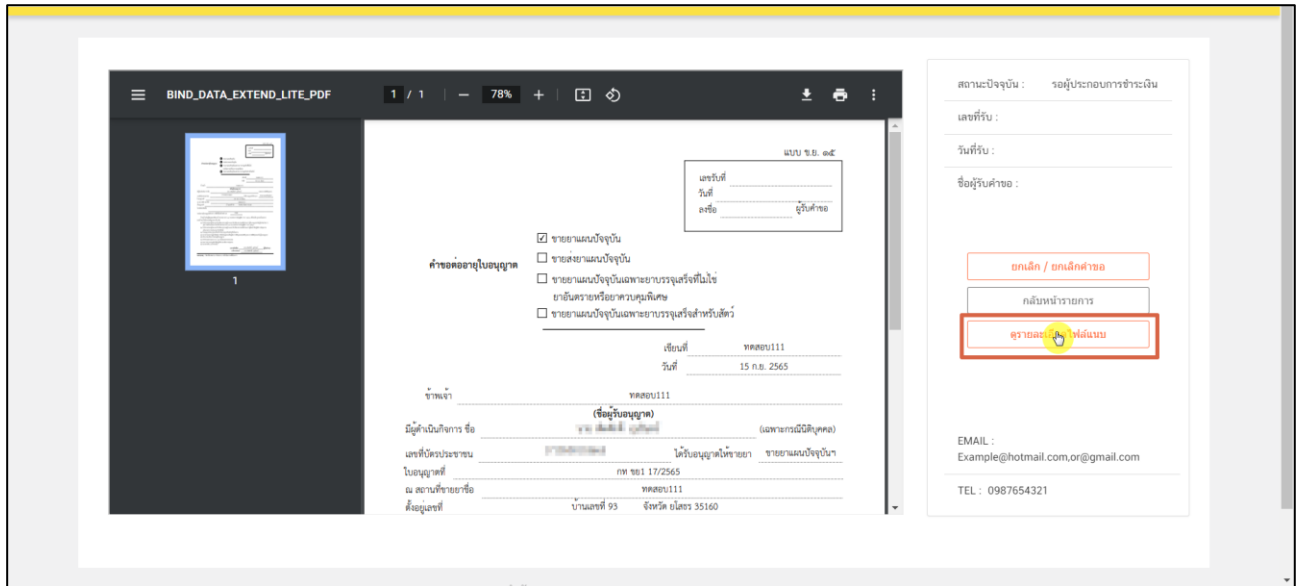 BIND_DATA_EXTEND_LITE_PDF
1 / 1
78%
1
แบบ ข.ย. ๑๕
เลขรับที่
วันที่
ลงชื่อ ผู้รับคำขอ
คำขอต่ออายุใบอนุญาต
ขายยาแผนปัจจุบัน
ขายส่งยาแผนปัจจุบัน
ขายยาแผนปัจจุบันเฉพาะยาบรรจุเสร็จที่ไม่ใช่
ยาอันตรายหรือยาควบคุมพิเศษ
ขายยาแผนปัจจุบันเฉพาะยาบรรจุเสร็จสำหรับสัตว์
เขียนที่ ทดสอบ111
วันที่ 15 ก.ย. 2565
ข้าพเจ้า ทดสอบ111
(ชื่อผู้รับอนุญาต)
มีผู้ดำเนินกิจการ ชื่อ (เฉพาะกรณีนิติบุคคล)
เลขที่บัตรประชาชน ได้รับอนุญาตให้ขายยา ขายยาแผนปัจจุบันฯ
ใบอนุญาตที่ กท ขย1 17/2565
ณ สถานที่ขายยาชื่อ ทดสอบ111
ตั้งอยู่เลขที่ บ้านเลขที่ 93 จังหวัด ยโสธร 35160
สถานะปัจจุบัน : รอผู้ประกอบการชำระเงิน
เลขที่รับ :
วันที่รับ :
ชื่อผู้รับคำขอ :
ยกเลิก / ยกเลิกคำขอ
กลับหน้ารายการ
ดูรายละเอียดไฟล์แนบ
EMAIL :
Example@hotmail.com,or@gmail.com
TEL : 0987654321